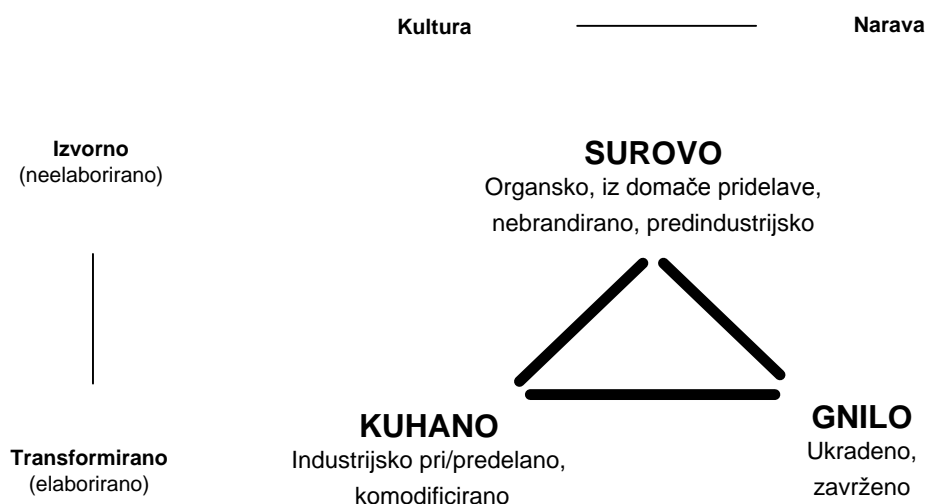 Kultura
Narava
Izvorno
(neelaborirano)
SUROVO
Organsko, iz domače pridelave,
nebrandirano, predindustrijsko
Transformirano
(elaborirano)
KUHANO
Industrijsko pri/predelano,
komodificirano
GNILO
Ukradeno,
zavrženo